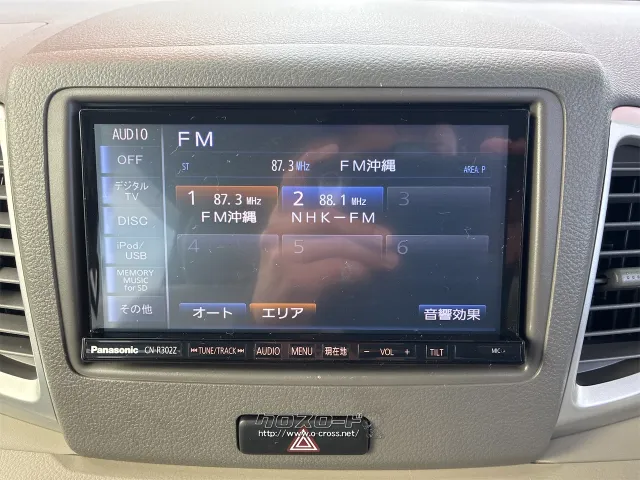 AUDIO
FM
ST 87.3 MHz FM沖縄 AREA P
OFF
デジタル
TV
DISC
iPod/
USB
MEMORY
MUSIC
for SD
その他
1 87.3 MHz
FM沖縄
2 88.1 MHz
NHK-FM
3
4
5
6
オート エリア 音響効果
Panasonic CN-R302Z TUNE/TRACK AUDIO MENU 現在地 - VOL + TILT MIC
クロスロード
http://www.o-cross.net/